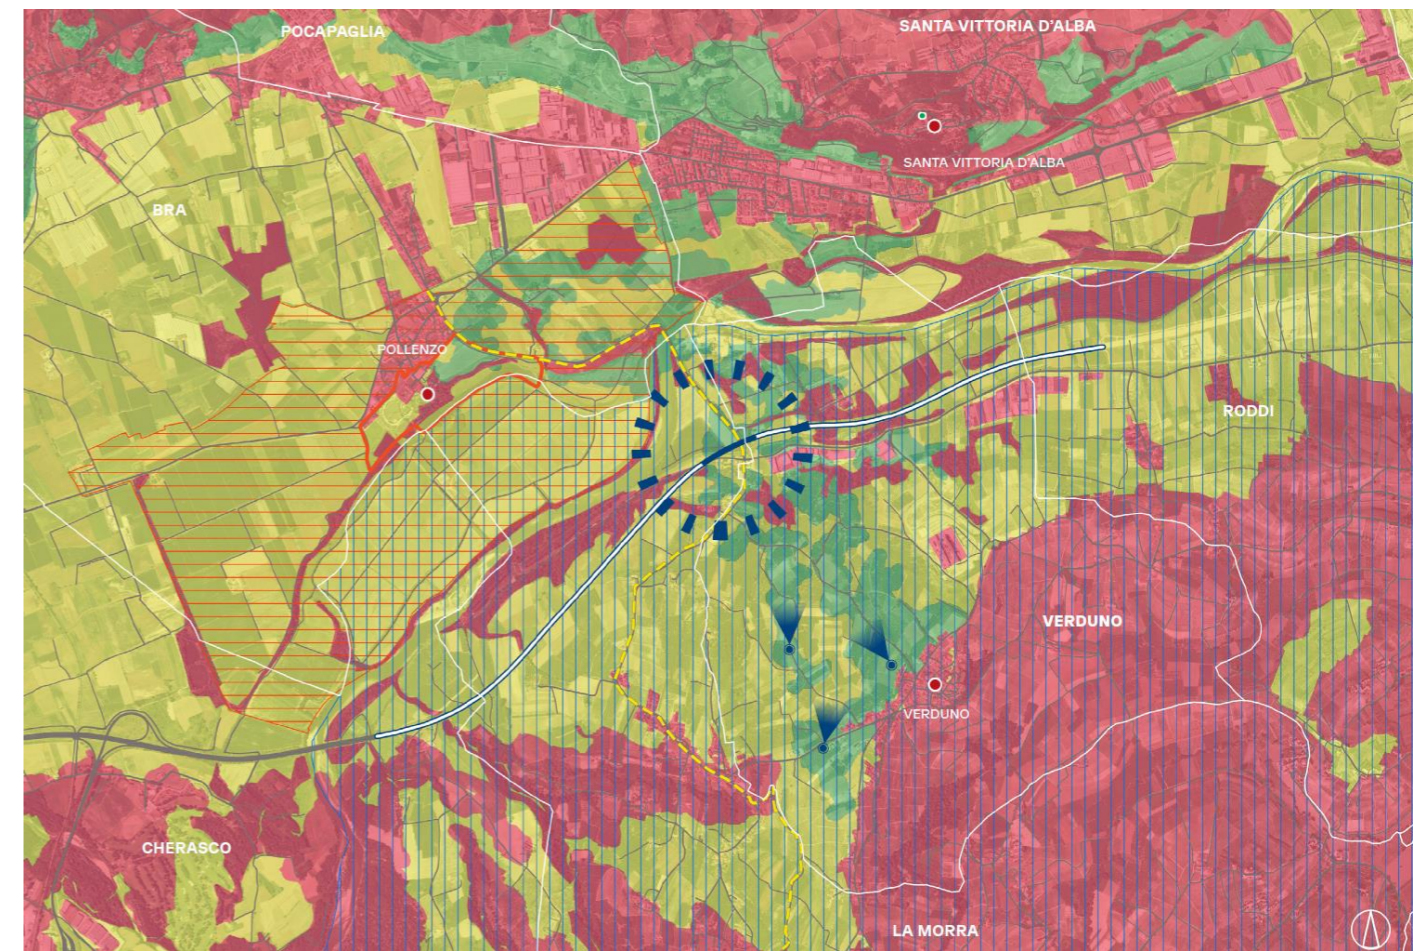 SANTA VITTORIA D'ALBA
POCAPAGLIA
SANTA VITTORIA D'ALBA
BRA
POLLENZO
RODDI
VERDUNO
VERDUNO
CHERASCO
LA MORRA